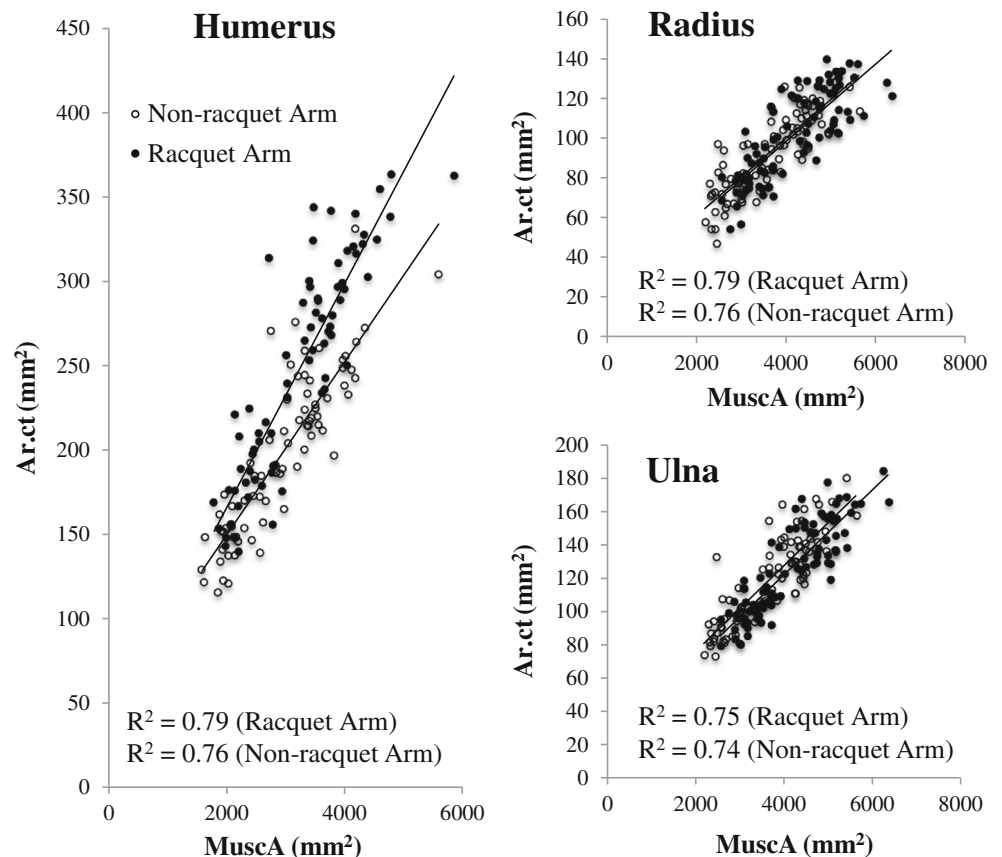 Humerus
Non-racquet Arm
Racquet Arm
450
400
350
300
250
200
150
100
50
0
Ar.ct (mm²)
R² = 0.79 (Racquet Arm)
R² = 0.76 (Non-racquet Arm)
0
2000
4000
6000
MuscA (mm²)
Radius
160
140
120
100
80
60
40
20
0
Ar.ct (mm²)
R² = 0.79 (Racquet Arm)
R² = 0.76 (Non-racquet Arm)
0
2000
4000
6000
8000
MuscA (mm²)
Ulna
200
180
160
140
120
100
80
60
40
20
0
Ar.ct (mm²)
R² = 0.75 (Racquet Arm)
R² = 0.74 (Non-racquet Arm)
0
2000
4000
6000
8000
MuscA (mm²)